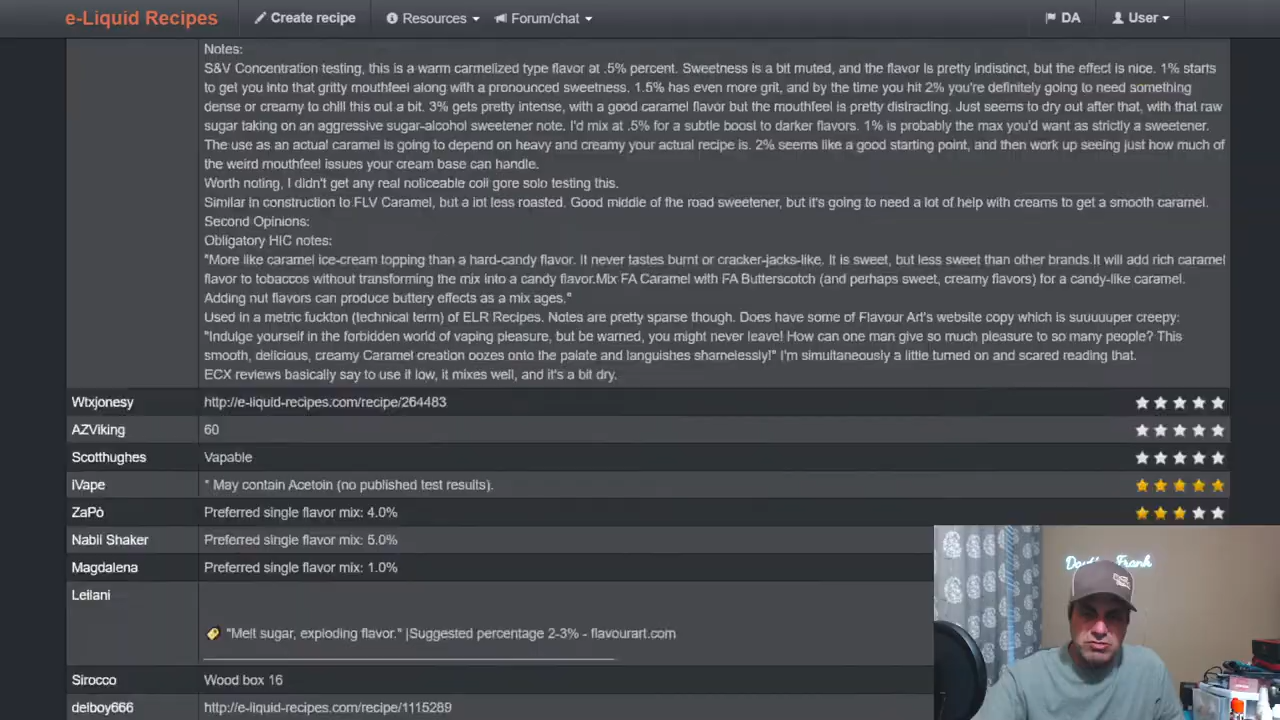 e-Liquid Recipes Create recipe Resources Forum/chat DA User
Notes:
S&V Concentration testing, this is a warm carmelized type flavor at .5% percent. Sweetness is a bit muted, and the flavor is pretty indistinct, but the effect is nice. 1% starts
to get you into that gritty mouthfeel along with a pronounced sweetness. 1.5% has even more grit, and by the time you hit 2% you're definitely going to need something
dense or creamy to chill this out a bit. 3% gets pretty intense, with a good caramel flavor but the mouthfeel is pretty distracting. Just seems to dry out after that, with that raw
sugar taking on an aggressive sugar-alcohol sweetener note. I'd mix at .5% for a subtle boost to darker flavors. 1% is probably the max you'd want as strictly a sweetener.
The use as an actual caramel is going to depend on heavy and creamy your actual recipe is. 2% seems like a good starting point, and then work up seeing just how much of
the weird mouthfeel issues your cream base can handle.
Worth noting, I didn't get any real noticeable coil gore solo testing this.
Similar in construction to FLV Caramel, but a lot less roasted. Good middle of the road sweetener, but it's going to need a lot of help with creams to get a smooth caramel.
Second Opinions:
Obligatory HIC notes:
"More like caramel ice-cream topping than a hard-candy flavor. It never tastes burnt or cracker-jacks-like. It is sweet, but less sweet than other brands.It will add rich caramel
flavor to tobaccos without transforming the mix into a candy flavor.Mix FA Caramel with FA Butterscotch (and perhaps sweet, creamy flavors) for a candy-like caramel.
Adding nut flavors can produce buttery effects as a mix ages."
Used in a metric fuckton (technical term) of ELR Recipes. Notes are pretty sparse though. Does have some of Flavour Art's website copy which is suuuuuper creepy:
"Indulge yourself in the forbidden world of vaping pleasure, but be warned, you might never leave! How can one man give so much pleasure to so many people? This
smooth, delicious, creamy Caramel creation oozes onto the palate and languishes shamelessly!" I'm simultaneously a little turned on and scared reading that.
ECX reviews basically say to use it low, it mixes well, and it's a bit dry.
Wtxjonesy http://e-liquid-recipes.com/recipe/264483
AZViking 60
Scotthughes Vapable
iVape * May contain Acetoin (no published test results).
ZaPò Preferred single flavor mix: 4.0%
Nabli Shaker Preferred single flavor mix: 5.0%
Magdalena Preferred single flavor mix: 1.0%
Leilani
"Melt sugar, exploding flavor." |Suggested percentage 2-3% - flavourart.com
Sirocco Wood box 16
delboy666 http://e-liquid-recipes.com/recipe/1115289
Frank